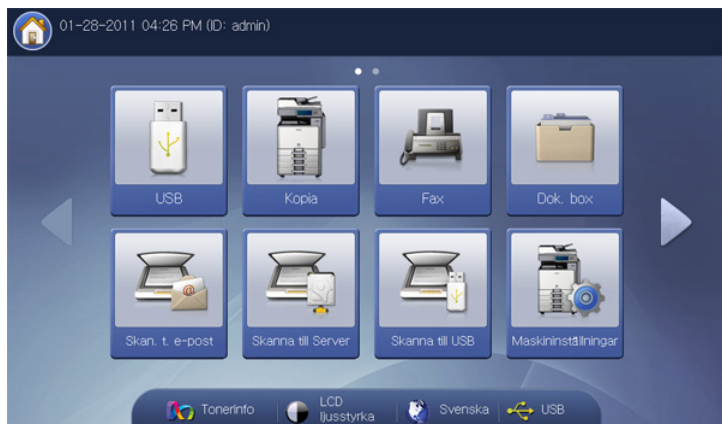 01-28-2011 04:26 PM (ID: admin)
USB
Kopia
Fax
Dok. box
Skan. t. e-post
Skanna till Server
Skanna till USB
Maskininställningar
Tonerinfo
LCD
ljusstyrka
Svenska
USB